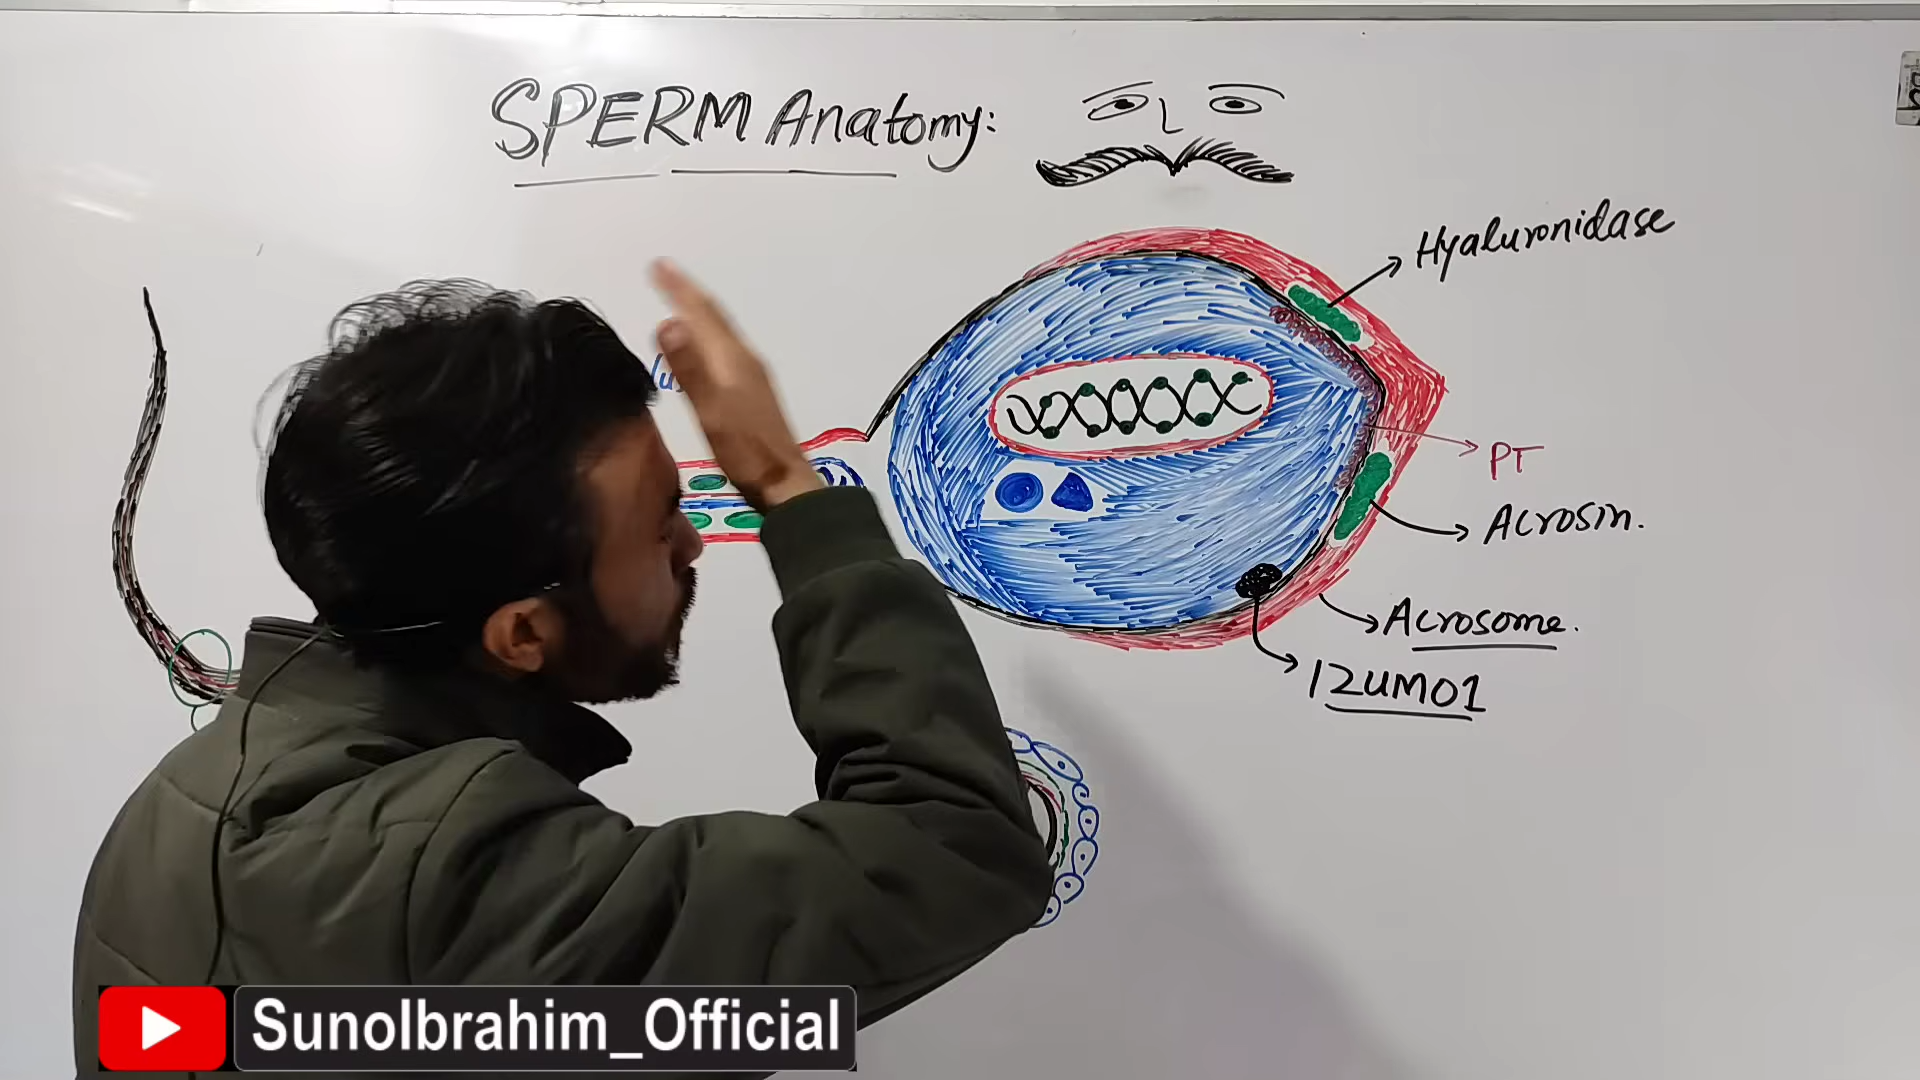 SPERM Anatomy:
Hyaluronidase
PT
Acrosin.
Acrosome.
IZUMO1
SunoIbrahim_Official